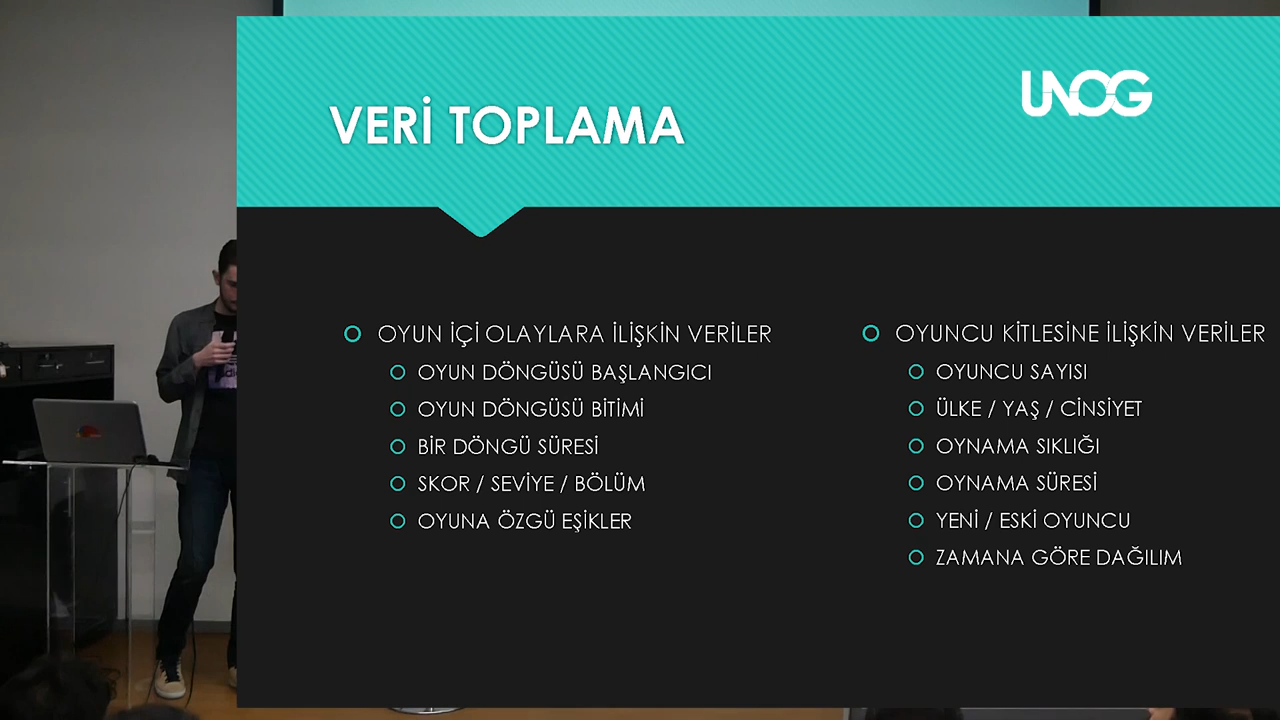 UNOG
VERİ TOPLAMA
OYUN İÇİ OLAYLARA İLİŞKİN VERİLER
OYUN DÖNGÜSÜ BAŞLANGICI
OYUN DÖNGÜSÜ BİTİMİ
BİR DÖNGÜ SÜRESİ
SKOR / SEVİYE / BÖLÜM
OYUNA ÖZGÜ EŞİKLER
OYUNCU KİTLESİNE İLİŞKİN VERİLER
OYUNCU SAYISI
ÜLKE / YAŞ / CİNSİYET
OYNAMA SIKLIĞI
OYNAMA SÜRESİ
YENİ / ESKİ OYUNCU
ZAMANA GÖRE DAĞILIM